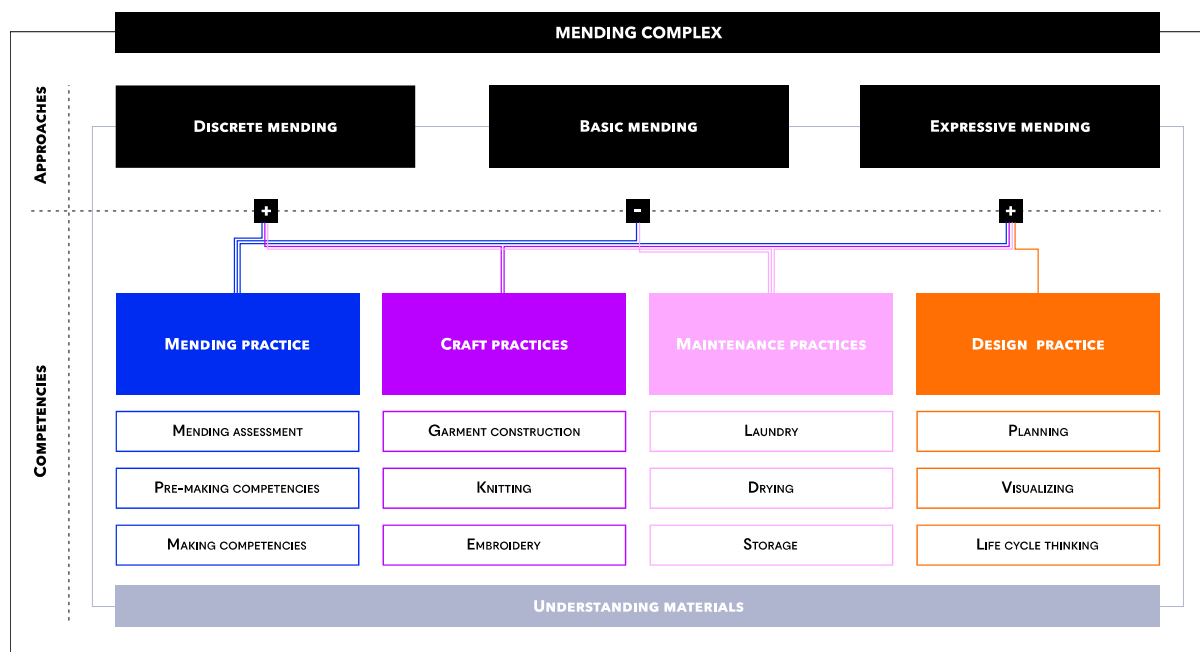 MENDING COMPLEX
APPROACHES
DISCRETE MENDING
BASIC MENDING
EXPRESSIVE MENDING
+
-
+
COMPETENCIES
MENDING PRACTICE
CRAFT PRACTICES
MAINTENANCE PRACTICES
DESIGN PRACTICE
MENDING ASSESSMENT
GARMENT CONSTRUCTION
LAUNDRY
PLANNING
PRE-MAKING COMPETENCIES
KNITTING
DRYING
VISUALIZING
MAKING COMPETENCIES
EMBROIDERY
STORAGE
LIFE CYCLE THINKING
UNDERSTANDING MATERIALS